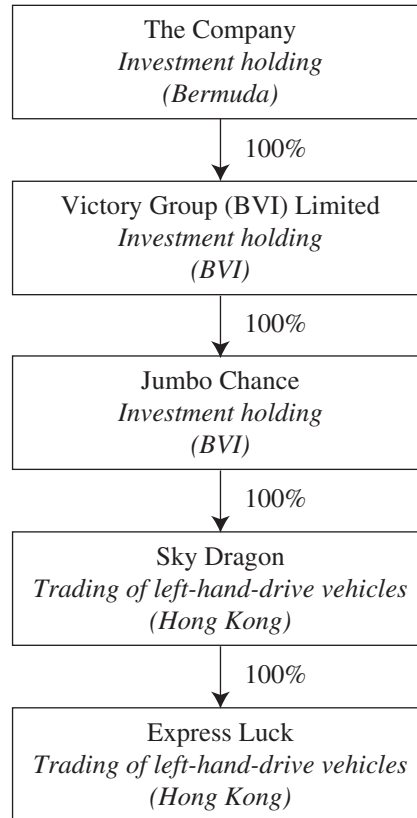 The Company
Investment holding
(Bermuda)
100%
Victory Group (BVI) Limited
Investment holding
(BVI)
100%
Jumbo Chance
Investment holding
(BVI)
100%
Sky Dragon
Trading of left-hand-drive vehicles
(Hong Kong)
100%
Express Luck
Trading of left-hand-drive vehicles
(Hong Kong)